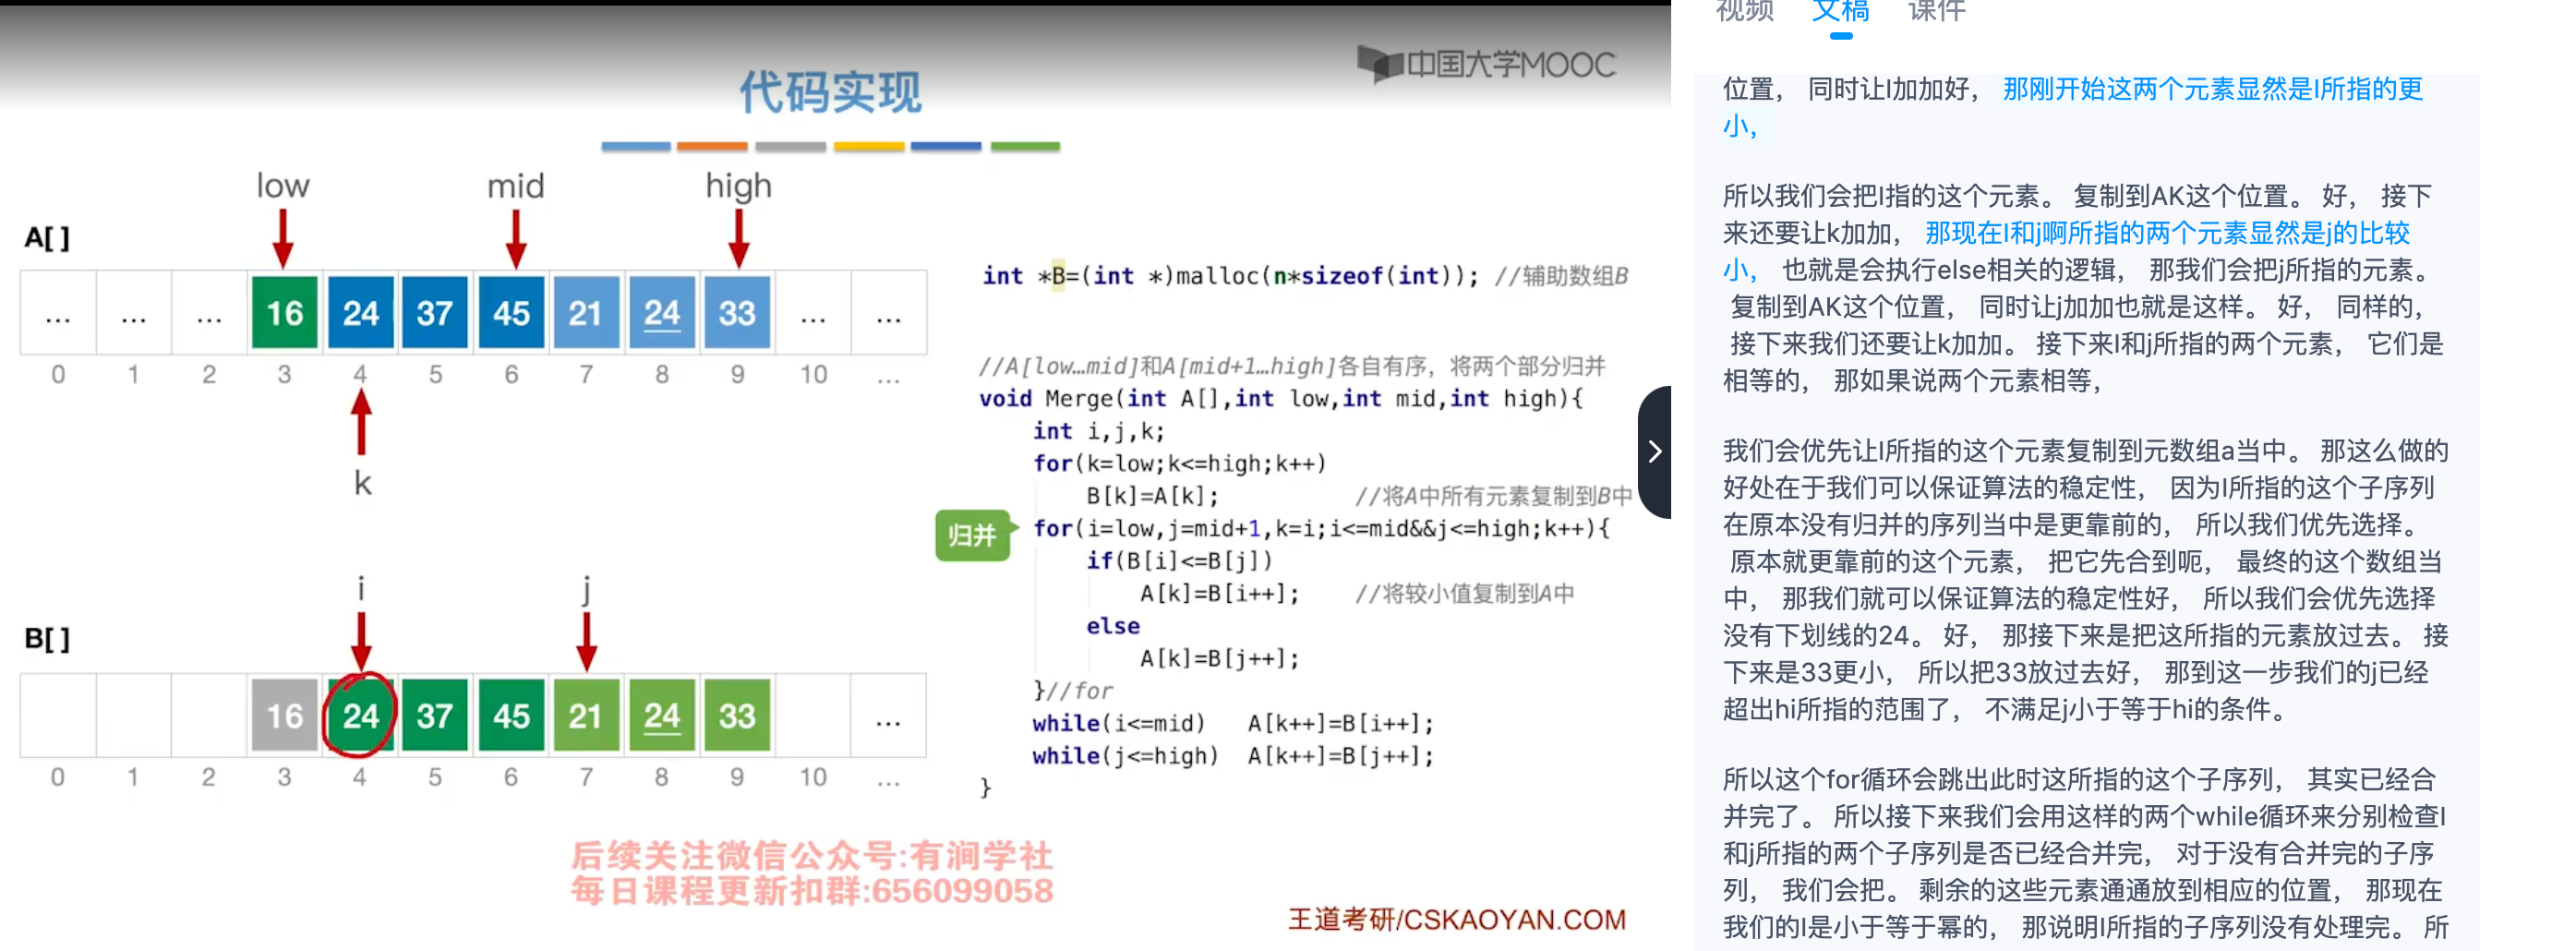 中国大学MOOC
代码实现
low mid high
A[ ]
... ... ... 16 24 37 45 21 24 33 ... ...
0 1 2 3 4 5 6 7 8 9 10 ...
k
i j
B[ ]
16 24 37 45 21 24 33 ...
0 1 2 3 4 5 6 7 8 9 10 ...
int *B=(int *)malloc(n*sizeof(int)); //辅助数组B
//A[low…mid]和A[mid+1…high]各自有序，将两个部分归并
void Merge(int A[],int low,int mid,int high){
int i,j,k;
for(k=low;k<=high;k++)
B[k]=A[k]; //将A中所有元素复制到B中
归并
for(i=low,j=mid+1,k=i;i<=mid&&j<=high;k++){
if(B[i]<=B[j])
A[k]=B[i++]; //将较小值复制到A中
else
A[k]=B[j++];
}//for
while(i<=mid) A[k++]=B[i++];
while(j<=high) A[k++]=B[j++];
}
后续关注微信公众号:有涧学社
每日课程更新扣群:656099058
王道考研/CSKAOYAN.COM
视频 文稿 课件
位置， 同时让I加加好， 那刚开始这两个元素显然是I所指的更
小，
所以我们会把I指的这个元素。 复制到AK这个位置。 好， 接下
来还要让k加加， 那现在I和j啊所指的两个元素显然是j的比较
小， 也就是会执行else相关的逻辑， 那我们会把j所指的元素。
复制到AK这个位置， 同时让j加加也就是这样。 好， 同样的，
接下来我们还要让k加加。 接下来I和j所指的两个元素， 它们是
相等的， 那如果说两个元素相等，
我们会优先让I所指的这个元素复制到元数组a当中。 那这么做的
好处在于我们可以保证算法的稳定性， 因为I所指的这个子序列
在原本没有归并的序列当中是更靠前的， 所以我们优先选择。
原本就更靠前的这个元素， 把它先合到呃， 最终的这个数组当
中， 那我们就可以保证算法的稳定性好， 所以我们会优先选择
没有下划线的24。 好， 那接下来是把这所指的元素放过去。 接
下来是33更小， 所以把33放过去好， 那到这一步我们的j已经
超出hi所指的范围了， 不满足j小于等于hi的条件。
所以这个for循环会跳出此时这所指的这个子序列， 其实已经合
并完了。 所以接下来我们会用这样的两个while循环来分别检查I
和j所指的两个子序列是否已经合并完， 对于没有合并完的子序
列， 我们会把。 剩余的这些元素通通放到相应的位置， 那现在
我们的I是小于等于幂的， 那说明I所指的子序列没有处理完。 所